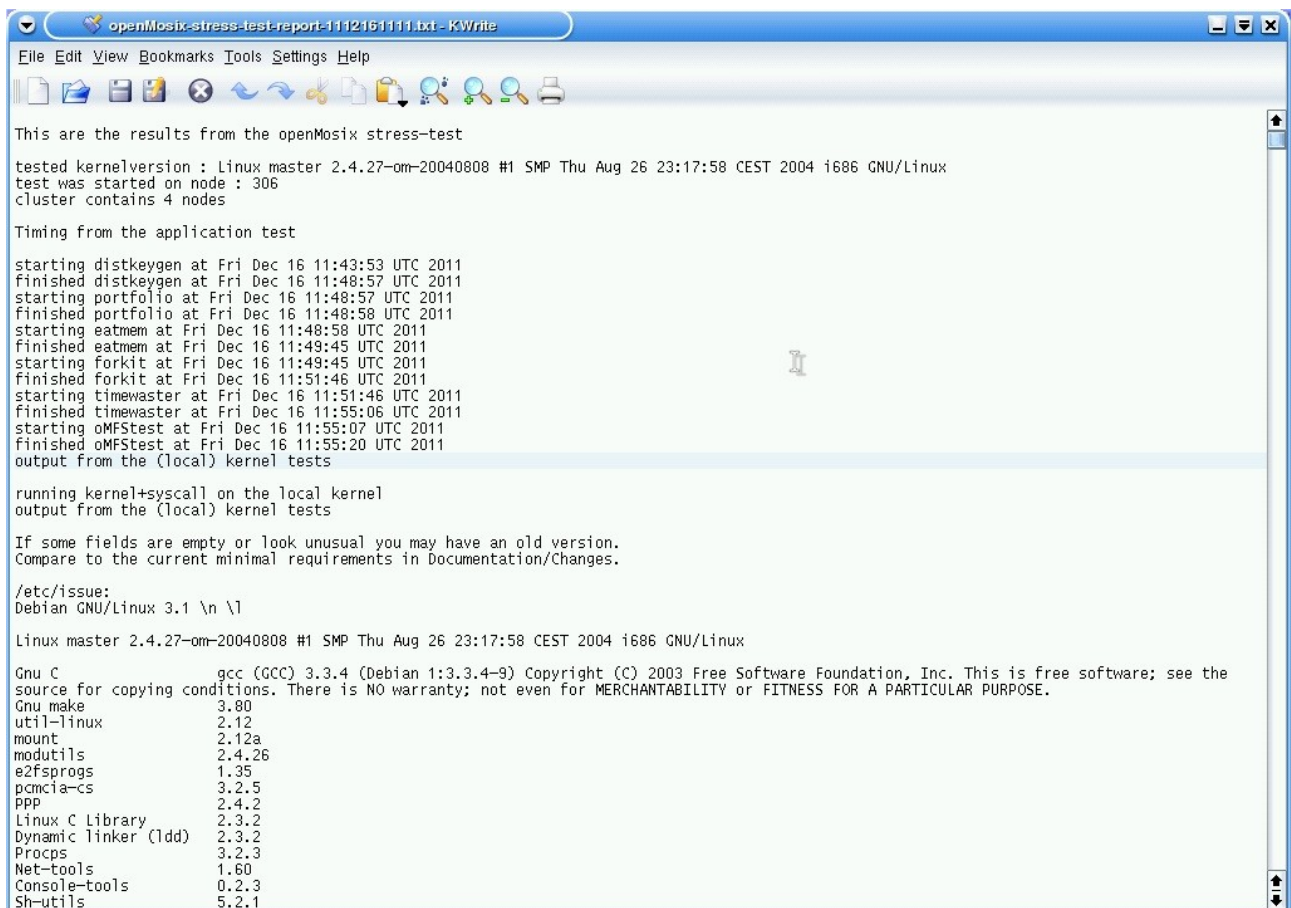 openMosix-stress-test-report-1112161111.txt - KWrite
File Edit View Bookmarks Tools Settings Help
This are the results from the openMosix stress-test
tested kernelversion : Linux master 2.4.27-om-20040808 #1 SMP Thu Aug 26 23:17:58 CEST 2004 i686 GNU/Linux
test was started on node : 306
cluster contains 4 nodes
Timing from the application test
starting distkeygen at Fri Dec 16 11:43:53 UTC 2011
finished distkeygen at Fri Dec 16 11:48:57 UTC 2011
starting portfolio at Fri Dec 16 11:48:57 UTC 2011
finished portfolio at Fri Dec 16 11:48:58 UTC 2011
starting eatmem at Fri Dec 16 11:48:58 UTC 2011
finished eatmem at Fri Dec 16 11:49:45 UTC 2011
starting forkit at Fri Dec 16 11:49:45 UTC 2011
finished forkit at Fri Dec 16 11:51:46 UTC 2011
starting timewaster at Fri Dec 16 11:51:46 UTC 2011
finished timewaster at Fri Dec 16 11:55:06 UTC 2011
starting oMFStest at Fri Dec 16 11:55:07 UTC 2011
finished oMFStest at Fri Dec 16 11:55:20 UTC 2011
output from the (local) kernel tests
running kernel+syscall on the local kernel
output from the (local) kernel tests
If some fields are empty or look unusual you may have an old version.
Compare to the current minimal requirements in Documentation/Changes.
/etc/issue:
Debian GNU/Linux 3.1 \n \l
Linux master 2.4.27-om-20040808 #1 SMP Thu Aug 26 23:17:58 CEST 2004 i686 GNU/Linux
Gnu C gcc (GCC) 3.3.4 (Debian 1:3.3.4-9) Copyright (C) 2003 Free Software Foundation, Inc. This is free software; see the
source for copying conditions. There is NO warranty; not even for MERCHANTABILITY or FITNESS FOR A PARTICULAR PURPOSE.
Gnu make 3.80
util-linux 2.12
mount 2.12a
modutils 2.4.26
e2fsprogs 1.35
pcmcia-cs 3.2.5
PPP 2.4.2
Linux C Library 2.3.2
Dynamic linker (ldd) 2.3.2
Procps 3.2.3
Net-tools 1.60
Console-tools 0.2.3
Sh-utils 5.2.1